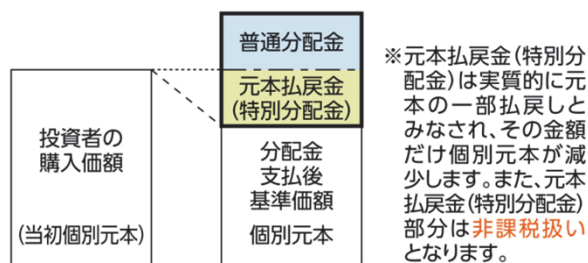 普通分配金
元本払戻金
(特別分配金)
投資者の
購入価額
(当初個別元本)
分配金
支払後
基準価額
個別元本
※元本払戻金(特別分
配金)は実質的に元
本の一部払戻しと
みなされ、その金額
だけ個別元本が減
少します。また、元本
払戻金(特別分配金)
部分は非課税扱い
となります。